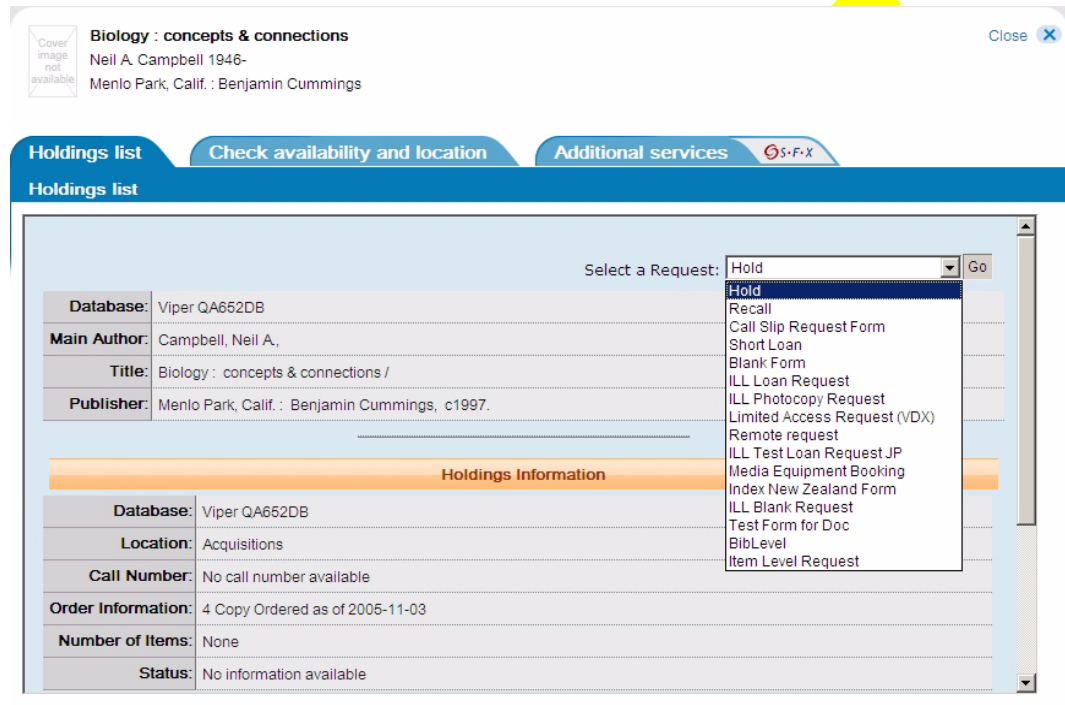 Cover
image
not
available
Biology : concepts & connections
Neil A. Campbell 1946-
Menlo Park, Calif. : Benjamin Cummings
Close X
Holdings list
Check availability and location
Additional services
S·F·X
Holdings list
Select a Request: Hold Go
Hold
Recall
Call Slip Request Form
Short Loan
Blank Form
ILL Loan Request
ILL Photocopy Request
Limited Access Request (VDX)
Remote request
ILL Test Loan Request JP
Media Equipment Booking
Index New Zealand Form
ILL Blank Request
Test Form for Doc
BibLevel
Item Level Request
Database: Viper QA652DB
Main Author: Campbell, Neil A.,
Title: Biology : concepts & connections /
Publisher: Menlo Park, Calif. : Benjamin Cummings, c1997.
Holdings Information
Database: Viper QA652DB
Location: Acquisitions
Call Number: No call number available
Order Information: 4 Copy Ordered as of 2005-11-03
Number of Items: None
Status: No information available